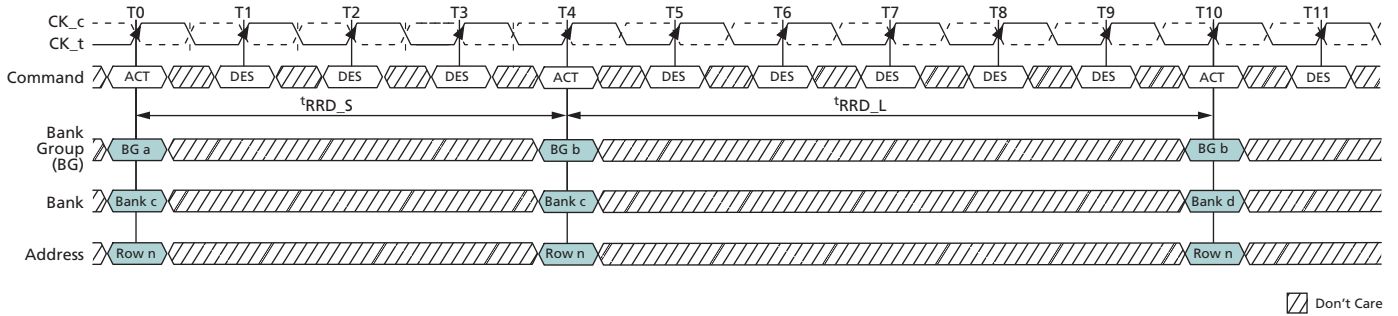 T0 T1 T2 T3 T4 T5 T6 T7 T8 T9 T10 T11
CK_c
CK_t
Command ACT DES DES DES ACT DES DES DES DES DES ACT DES
tRRD_S tRRD_L
Bank
Group
(BG)
BG a BG b BG b
Bank Bank c Bank c Bank d
Address Row n Row n Row n
Don't Care